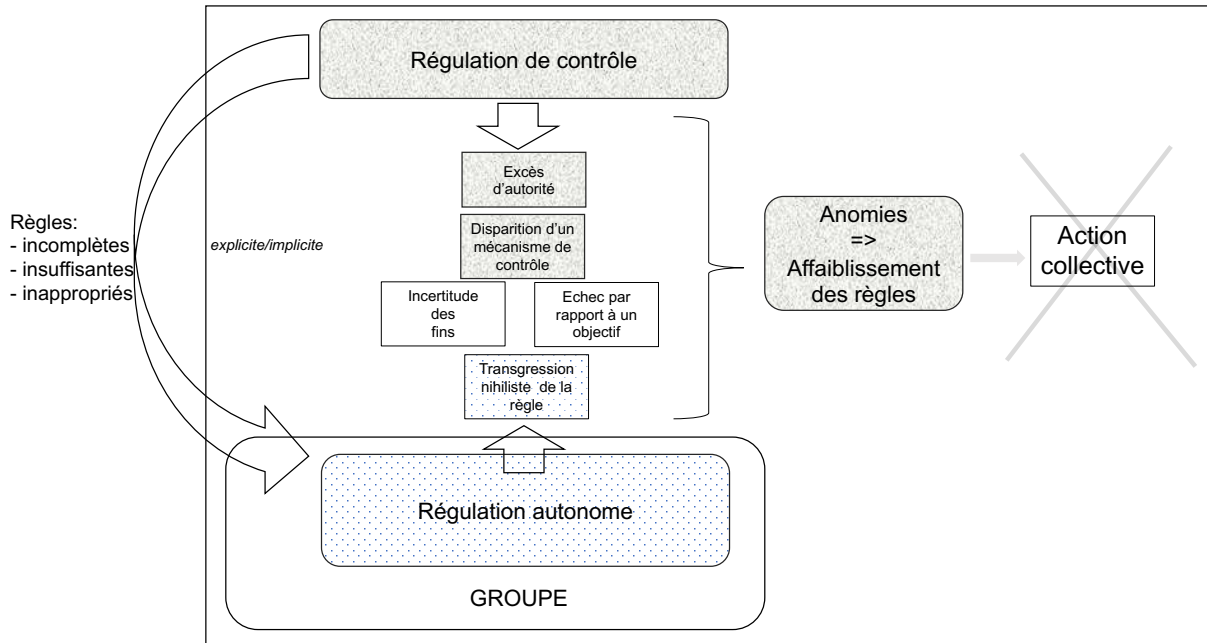 Régulation de contrôle
Excès
d'autorité
Règles:
- incomplètes
- insuffisantes
- inappropriés
explicite/implicite
Disparition d'un
mécanisme de
contrôle
Incertitude
des
fins
Echec par
rapport à un
objectif
Transgression
nihiliste de la
règle
Anomies
=>
Affaiblissement
des règles
Action
collective
Régulation autonome
GROUPE